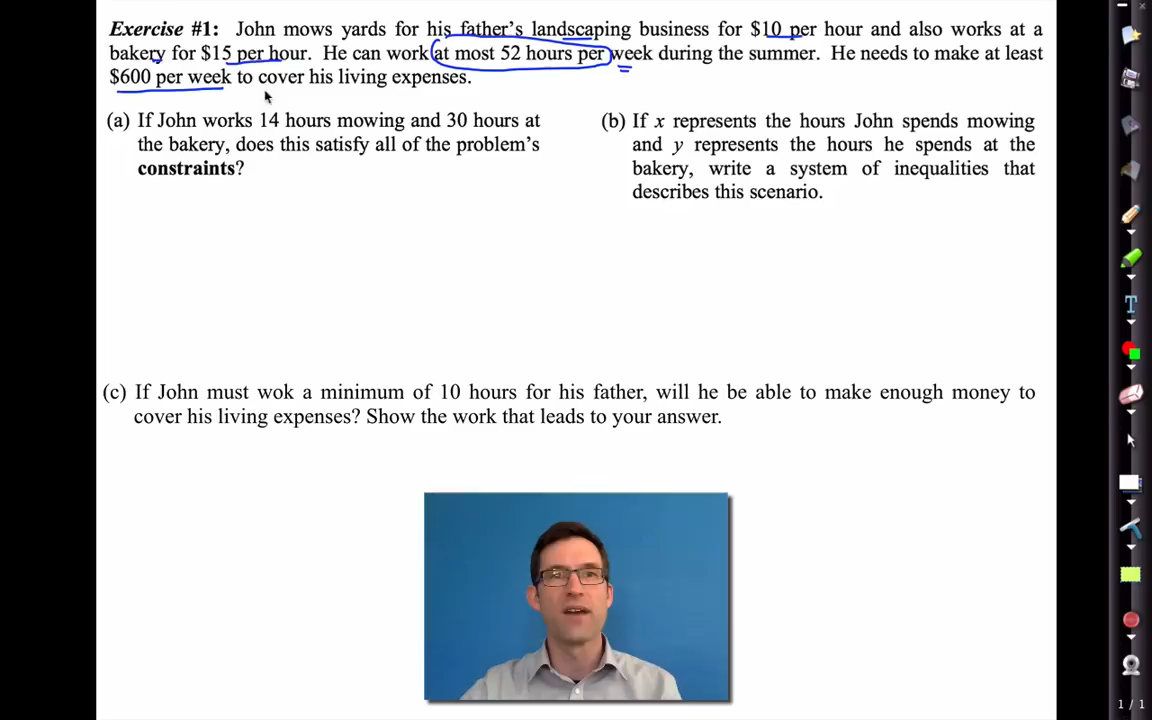 Exercise #1: John mows yards for his father's landscaping business for $10 per hour and also works at a
bakery for $15 per hour. He can work at most 52 hours per week during the summer. He needs to make at least
$600 per week to cover his living expenses.
(a) If John works 14 hours mowing and 30 hours at
the bakery, does this satisfy all of the problem's
constraints?
(b) If x represents the hours John spends mowing
and y represents the hours he spends at the
bakery, write a system of inequalities that
describes this scenario.
(c) If John must wok a minimum of 10 hours for his father, will he be able to make enough money to
cover his living expenses? Show the work that leads to your answer.
T
1 / 1